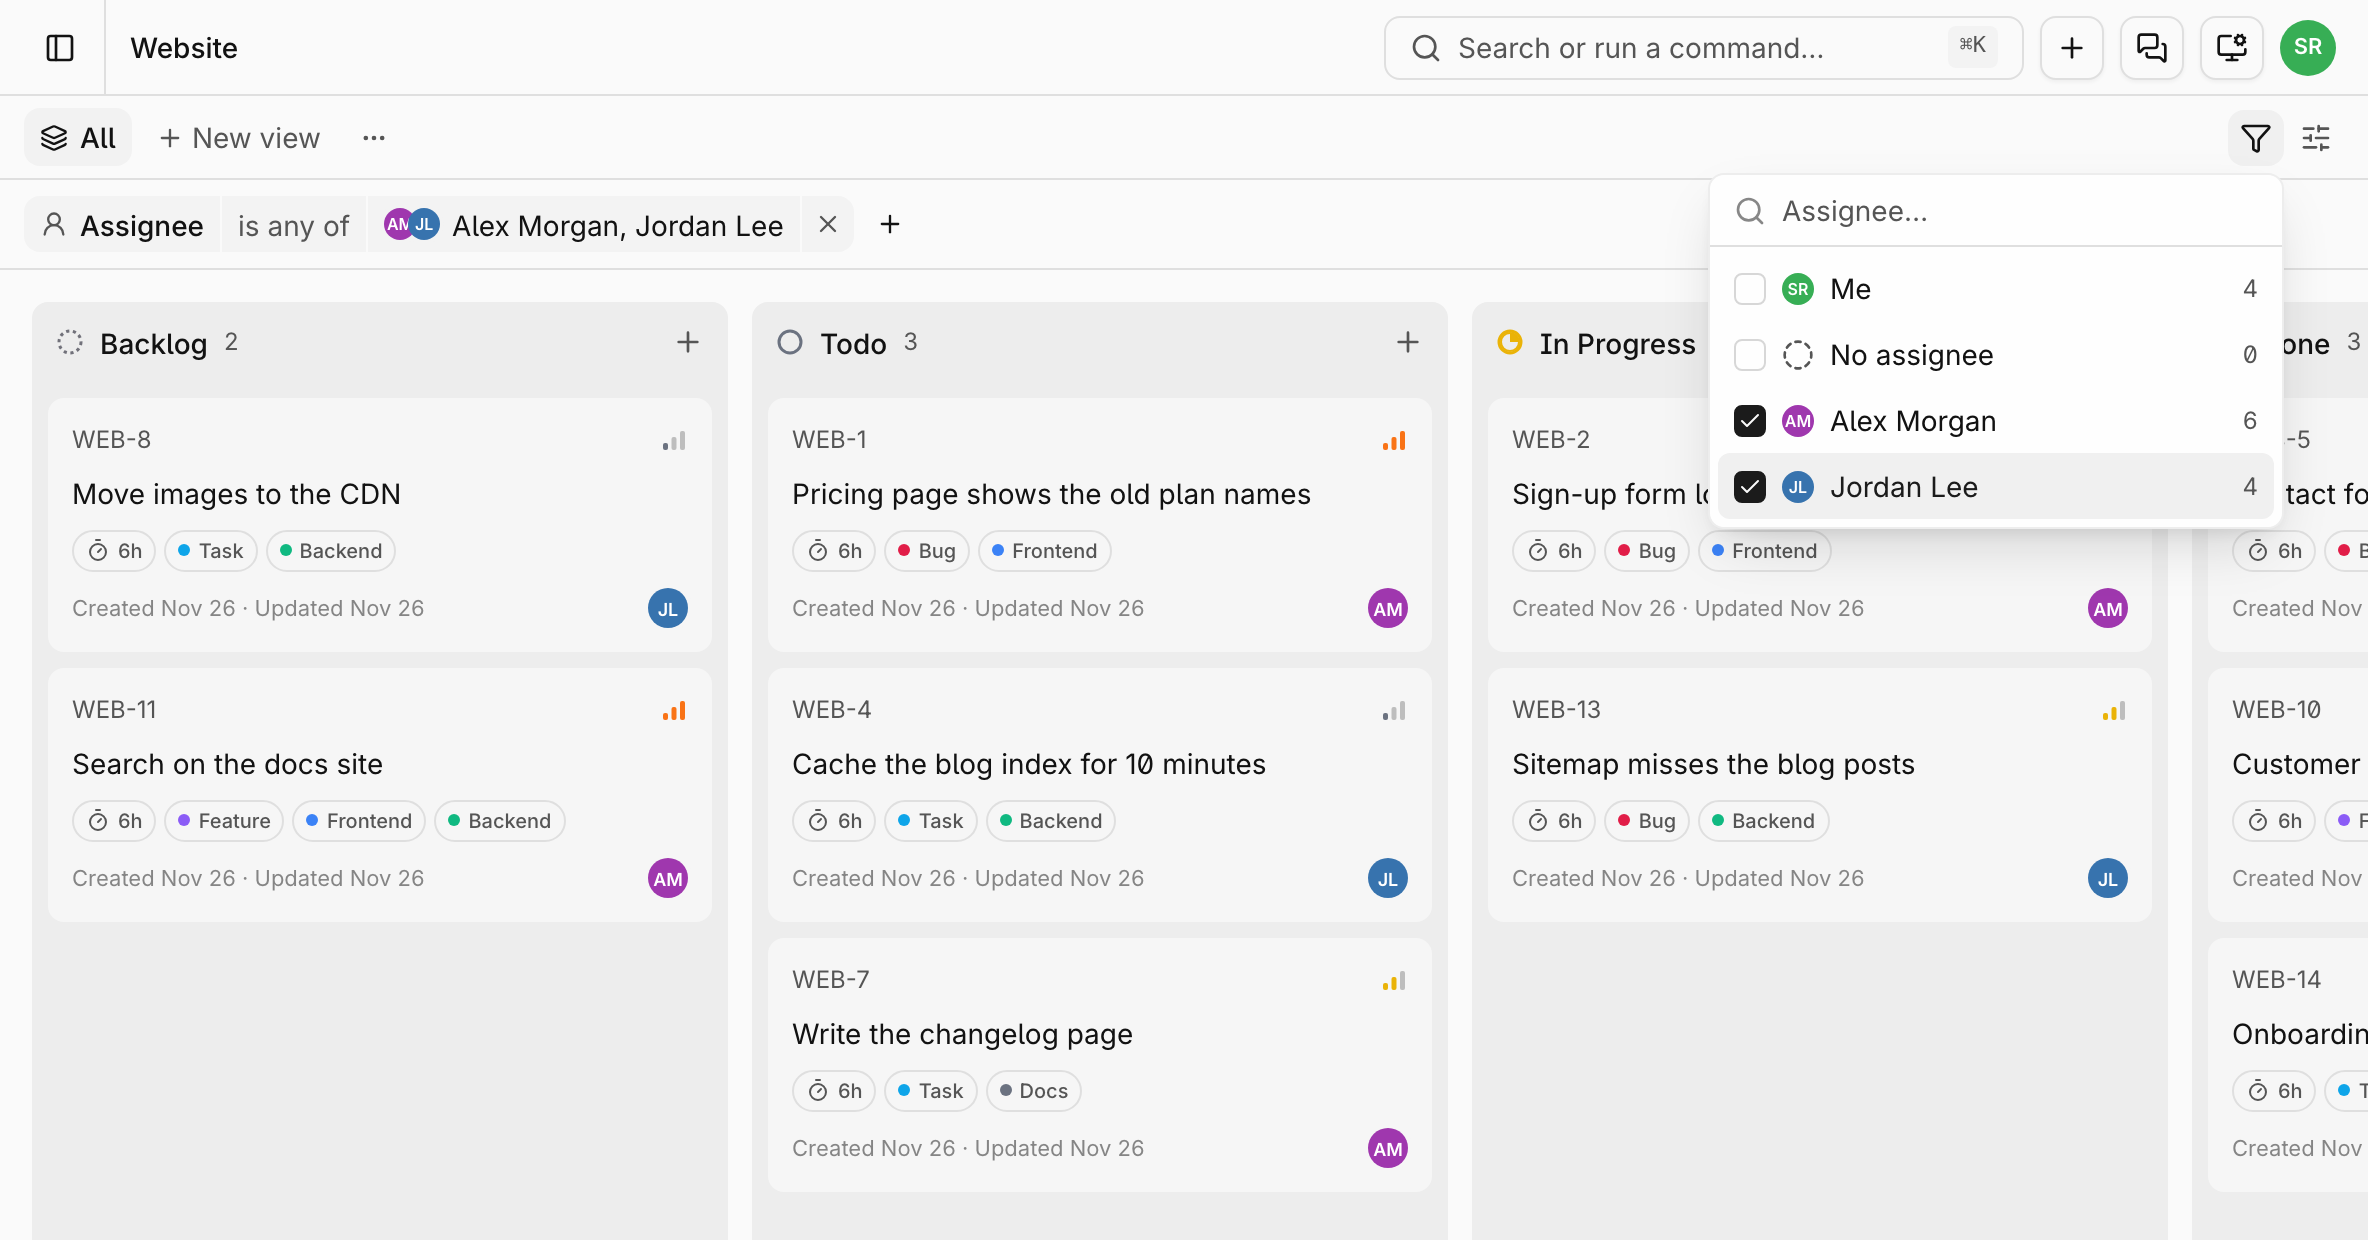 Website
Search or run a command...
⌘K
SR
All
New view
Assignee
is any of
AM
JL
Alex Morgan, Jordan Lee
Assignee...
SR
Me
4
No assignee
0
AM
Alex Morgan
6
JL
Jordan Lee
4
Backlog 2
WEB-8
Move images to the CDN
6h
Task
Backend
Created Nov 26 · Updated Nov 26
JL
WEB-11
Search on the docs site
6h
Feature
Frontend
Backend
Created Nov 26 · Updated Nov 26
AM
Todo 3
WEB-1
Pricing page shows the old plan names
6h
Bug
Frontend
Created Nov 26 · Updated Nov 26
AM
WEB-4
Cache the blog index for 10 minutes
6h
Task
Backend
Created Nov 26 · Updated Nov 26
JL
WEB-7
Write the changelog page
6h
Task
Docs
Created Nov 26 · Updated Nov 26
AM
In Progress
WEB-2
Sign-up form
6h
Bug
Frontend
Created Nov 26 · Updated Nov 26
AM
WEB-13
Sitemap misses the blog posts
6h
Bug
Backend
Created Nov 26 · Updated Nov 26
JL
one 3
-5
tact fo
6h
Created Nov
WEB-10
Customer
6h
Created Nov
WEB-14
Onboardin
6h
Created Nov